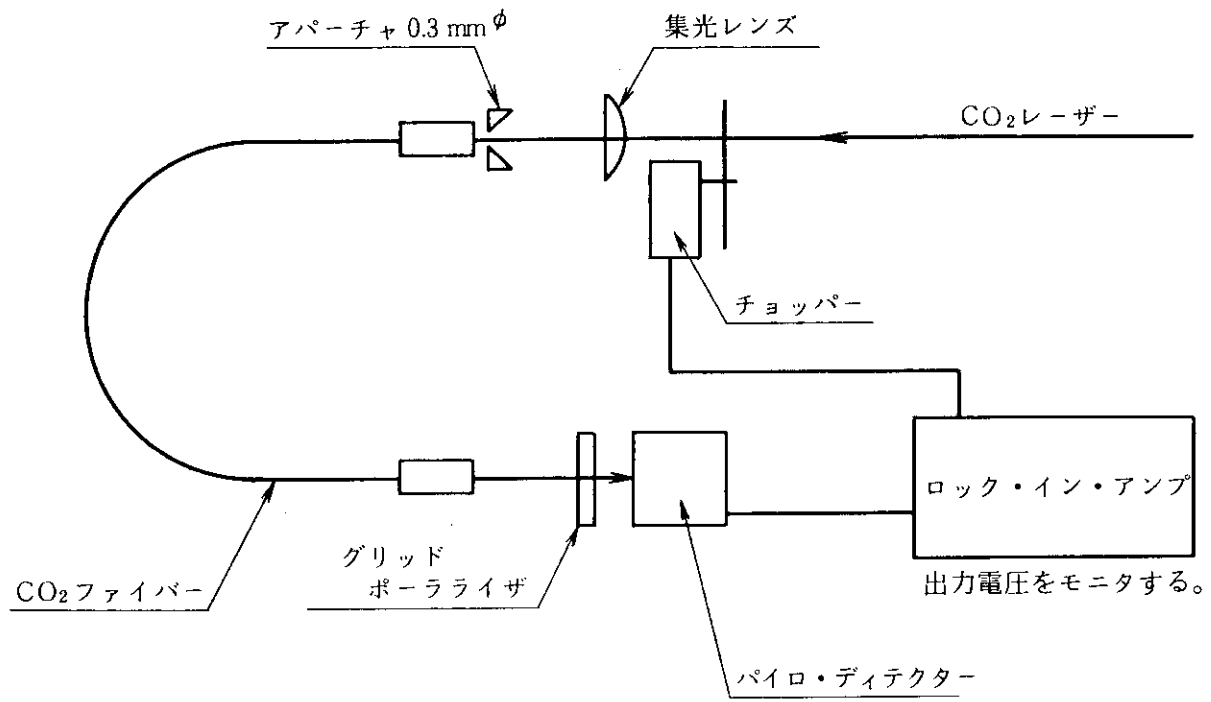 アパーチャ 0.3 mmφ
集光レンズ
CO₂レーザー
チョッパー
ロック・イン・アンプ
グリッド
ポーラライザ
CO₂ファイバー
出力電圧をモニタする。
パイロ・ディテクター